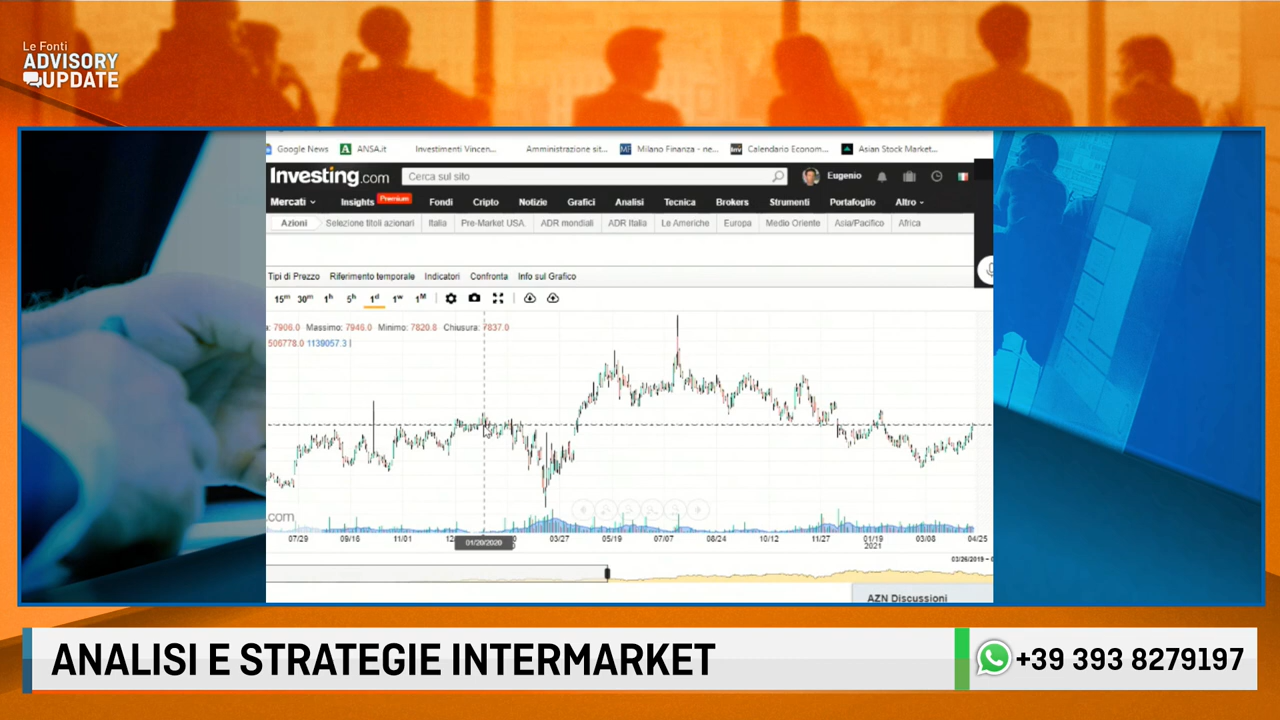 Le Fonti
ADVISORY
UPDATE
Google News A ANSA.it Investimenti Vincen... Amministrazione sit... MF Milano Finanza - ne... Inv Calendario Econom... Asian Stock Market...
Investing.com Cerca sul sito Eugenio
Mercati Insights Premium Fondi Cripto Notizie Grafici Analisi Tecnica Brokers Strumenti Portafoglio Altro
Azioni Selezione titoli azionari Italia Pre-Market USA. ADR mondiali ADR Italia Le Americhe Europa Medio Oriente Asia/Pacifico Africa
Tipi di Prezzo Riferimento temporale Indicatori Confronta Info sul Grafico
15m 30m 1h 5h 1d 1w 1M
a: 7906.0 Massimo: 7946.0 Minimo: 7820.8 Chiusura: 7837.0
506778.0 1139057.3
.com
07/29 09/16 11/01 12 01/20/2020 03/27 05/19 07/07 08/24 10/12 11/27 01/19 03/08 04/25
2021
03/26/2019 -
AZN Discussioni
ANALISI E STRATEGIE INTERMARKET
+39 393 8279197